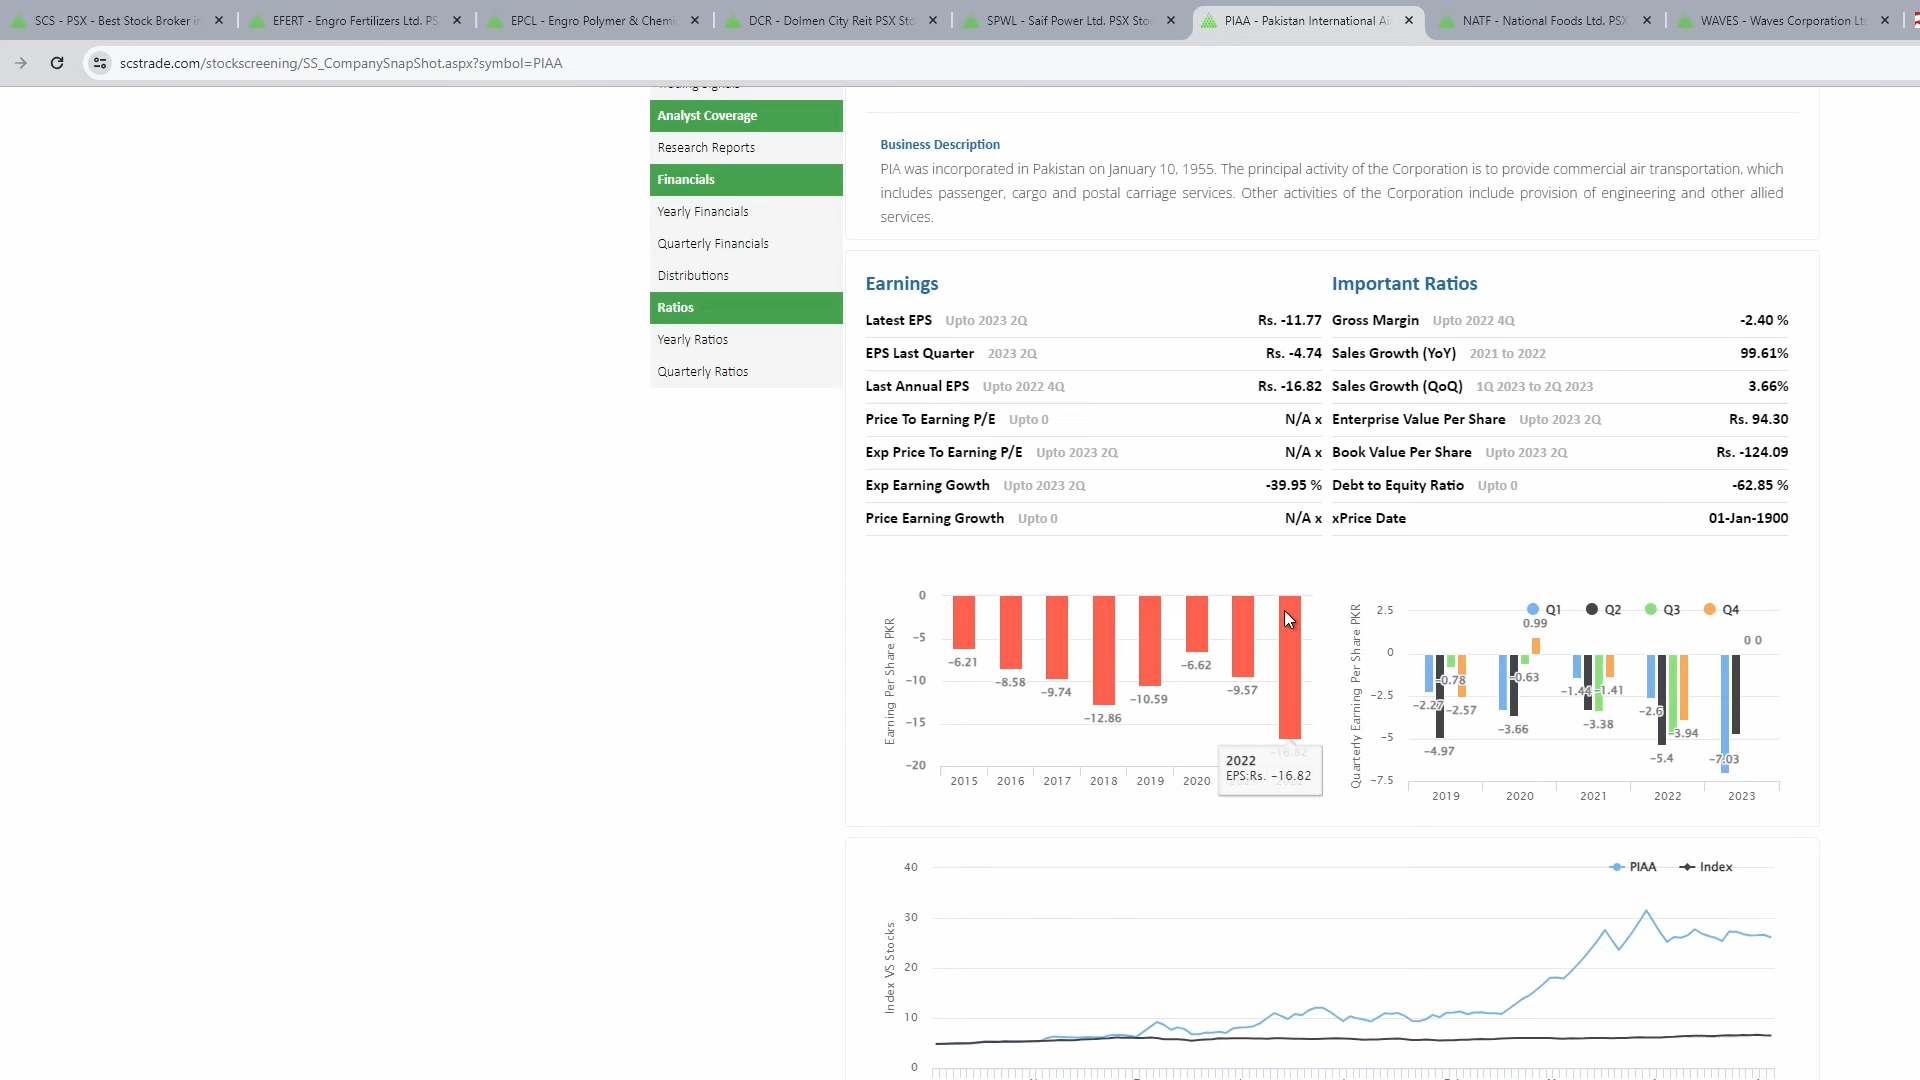 SCS - PSX - Best Stock Broker i
EFERT - Engro Fertilizers Ltd. PS
EPCL - Engro Polymer & Chemi
DCR - Dolmen City Reit PSX Sto
SPWL - Saif Power Ltd. PSX Sto
PIAA - Pakistan International Ai
NATF - National Foods Ltd. PSX
WAVES - Waves Corporation Lt
scstrade.com/stockscreening/SS_CompanySnapShot.aspx?symbol=PIAA
Trading Signals
Analyst Coverage
Research Reports
Financials
Yearly Financials
Quarterly Financials
Distributions
Ratios
Yearly Ratios
Quarterly Ratios
Business Description
PIA was incorporated in Pakistan on January 10, 1955. The principal activity of the Corporation is to provide commercial air transportation, which
includes passenger, cargo and postal carriage services. Other activities of the Corporation include provision of engineering and other allied
services.
Earnings
Latest EPS Upto 2023 2Q Rs. -11.77
EPS Last Quarter 2023 2Q Rs. -4.74
Last Annual EPS Upto 2022 4Q Rs. -16.82
Price To Earning P/E Upto 0 N/A x
Exp Price To Earning P/E Upto 2023 2Q N/A x
Exp Earning Gowth Upto 2023 2Q -39.95 %
Price Earning Growth Upto 0 N/A x
Important Ratios
Gross Margin Upto 2022 4Q -2.40 %
Sales Growth (YoY) 2021 to 2022 99.61%
Sales Growth (QoQ) 1Q 2023 to 2Q 2023 3.66%
Enterprise Value Per Share Upto 2023 2Q Rs. 94.30
Book Value Per Share Upto 2023 2Q Rs. -124.09
Debt to Equity Ratio Upto 0 -62.85 %
xPrice Date 01-Jan-1900
Earning Per Share PKR
0
-5
-10
-15
-20
-6.21
-8.58
-9.74
-12.86
-10.59
-6.62
-9.57
-16.82
2015 2016 2017 2018 2019 2020
2022
EPS:Rs. -16.82
Quarterly Earning Per Share PKR
Q1 Q2 Q3 Q4
2.5
0
-2.5
-5
-7.5
-2.27
-4.97
-0.78
-2.57
-3.66
-0.63
0.99
-1.44
-3.38
-1.41
-2.6
-5.4
-3.94
-7.03
0 0
2019 2020 2021 2022 2023
Index VS Stocks
PIAA Index
40
30
20
10
0